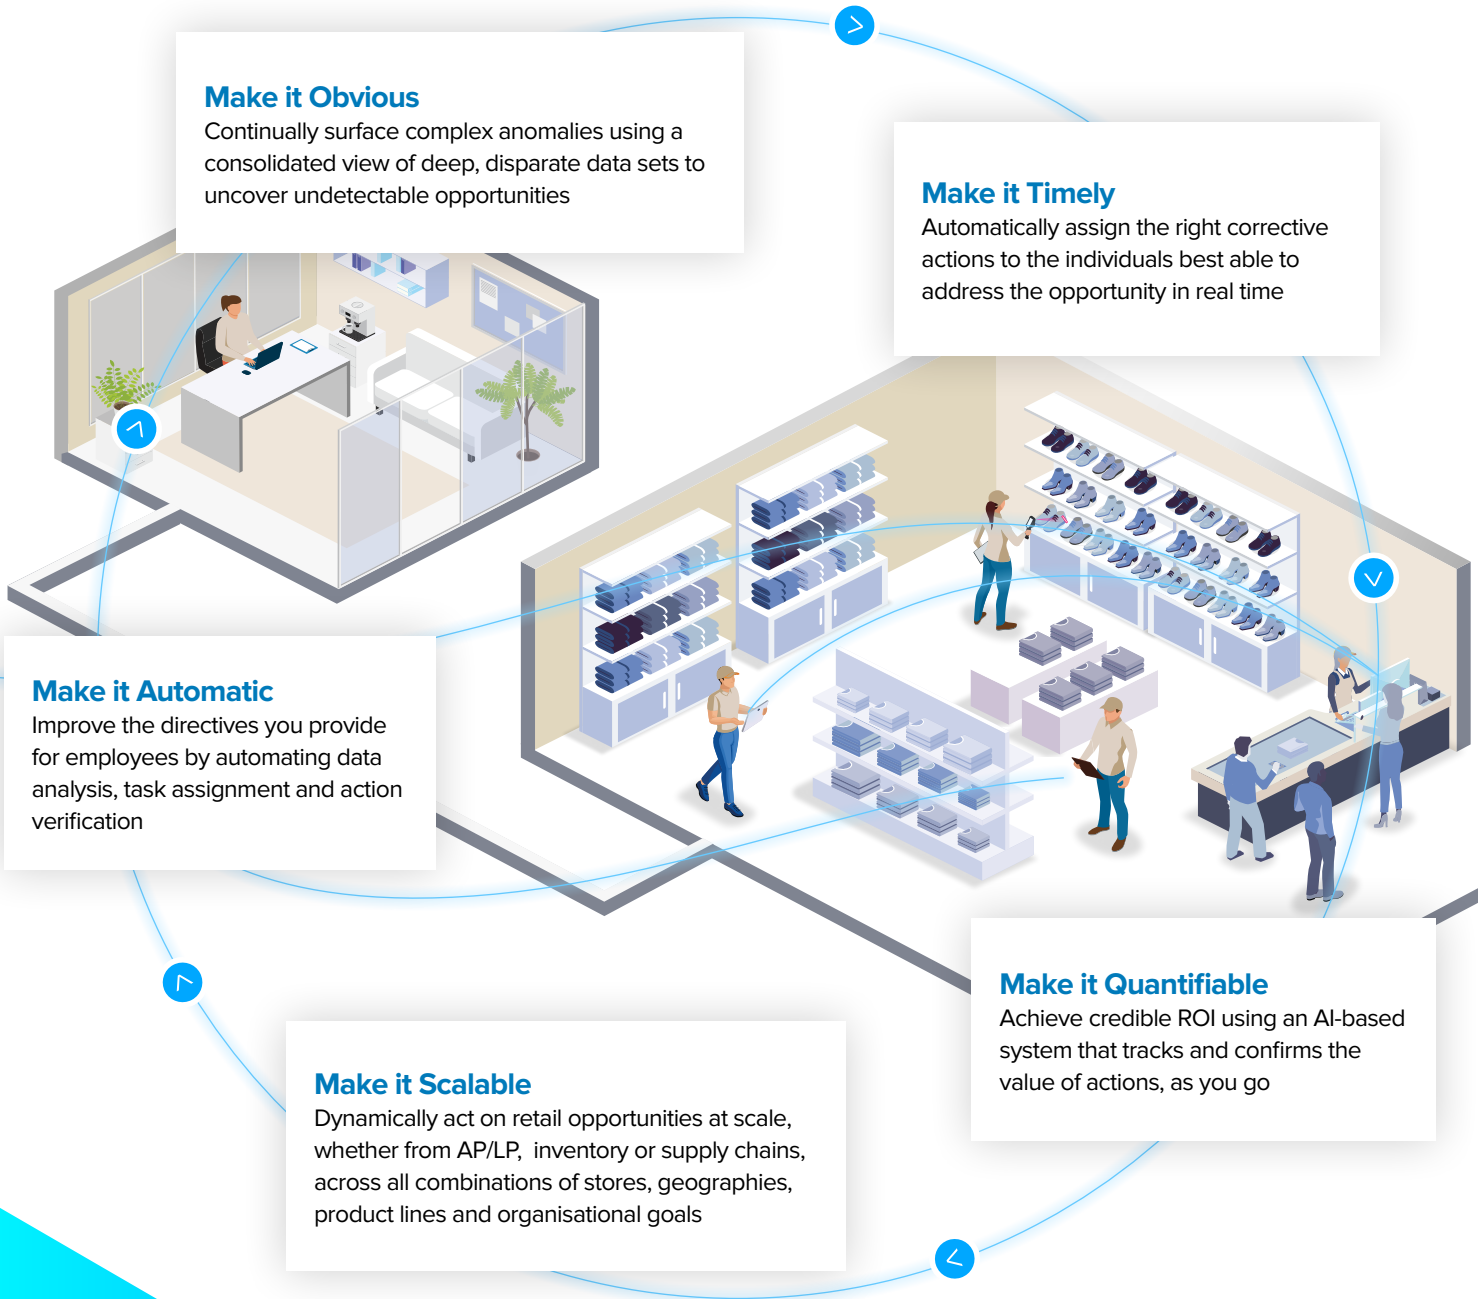 Make it Obvious
Continually surface complex anomalies using a
consolidated view of deep, disparate data sets to
uncover undetectable opportunities
Make it Timely
Automatically assign the right corrective
actions to the individuals best able to
address the opportunity in real time
Make it Automatic
Improve the directives you provide
for employees by automating data
analysis, task assignment and action
verification
Make it Quantifiable
Achieve credible ROI using an AI-based
system that tracks and confirms the
value of actions, as you go
Make it Scalable
Dynamically act on retail opportunities at scale,
whether from AP/LP,  inventory or supply chains,
across all combinations of stores, geographies,
product lines and organisational goals